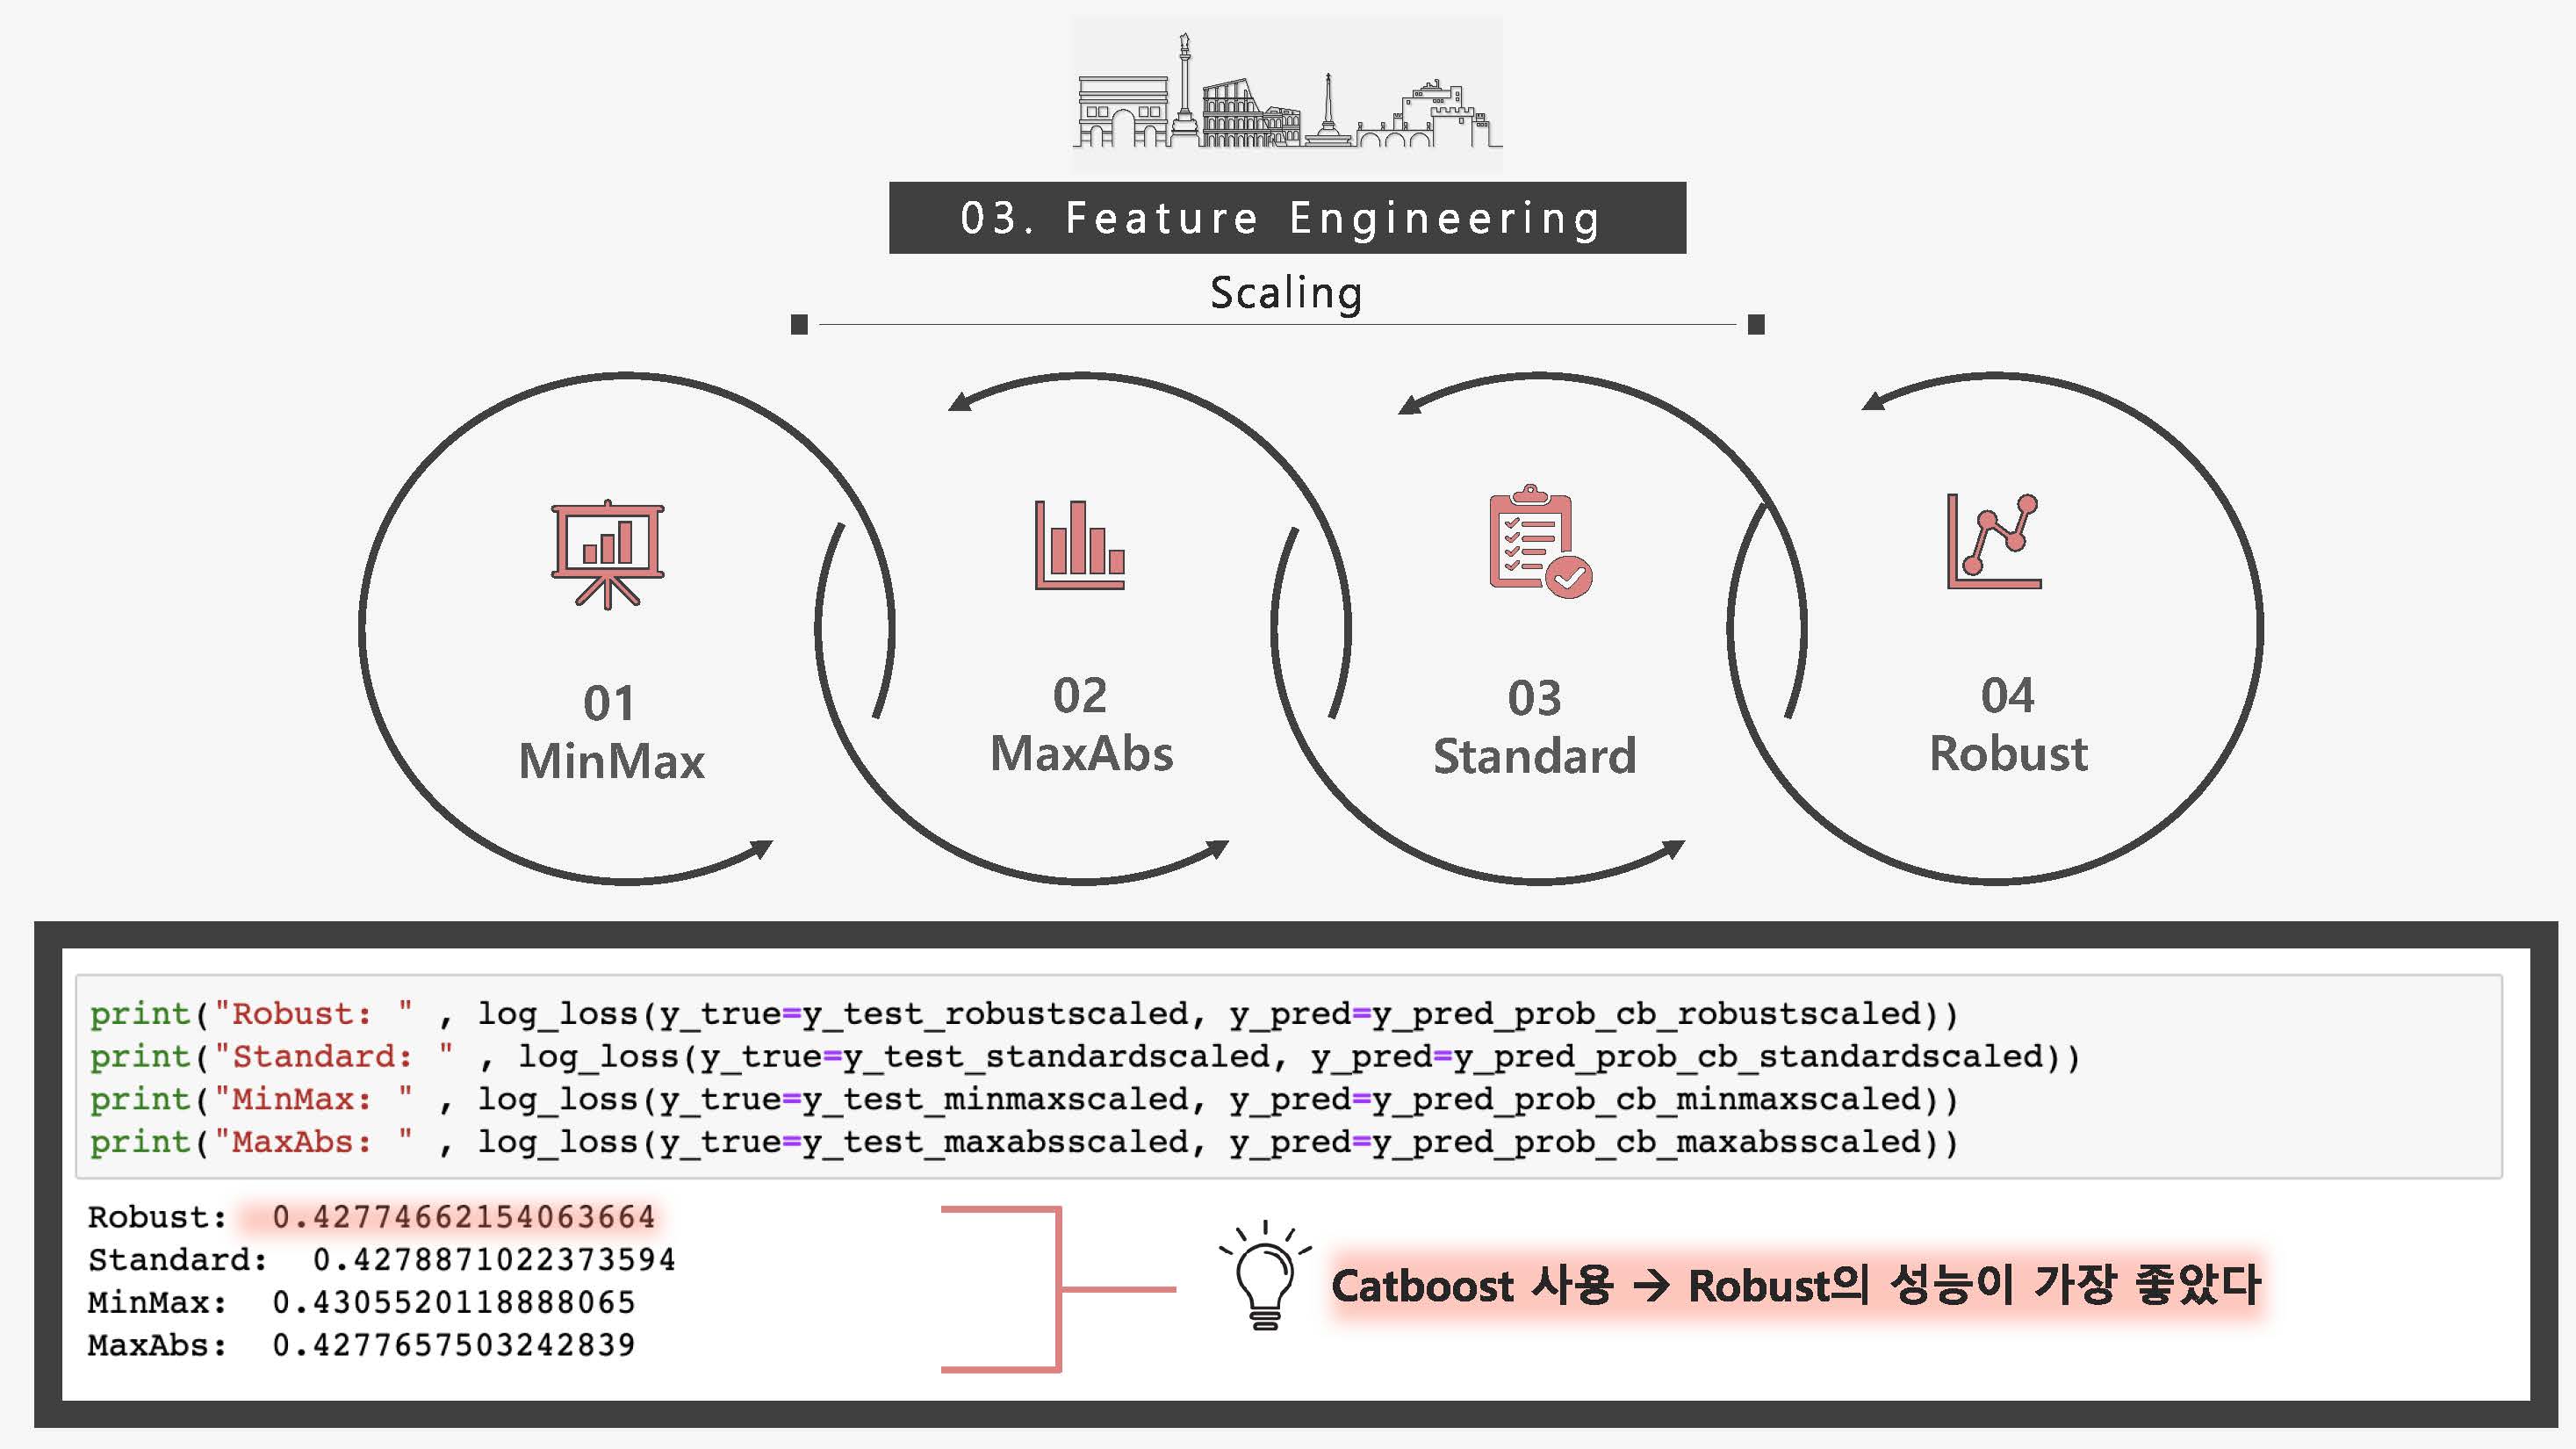 03. Feature Engineering
Scaling
01
MinMax
02
MaxAbs
03
Standard
04
Robust
print("Robust: " , log_loss(y_true=y_test_robustscaled, y_pred=y_pred_prob_cb_robustscaled))
print("Standard: " , log_loss(y_true=y_test_standardscaled, y_pred=y_pred_prob_cb_standardscaled))
print("MinMax: " , log_loss(y_true=y_test_minmaxscaled, y_pred=y_pred_prob_cb_minmaxscaled))
print("MaxAbs: " , log_loss(y_true=y_test_maxabsscaled, y_pred=y_pred_prob_cb_maxabsscaled))
Robust:  0.42774662154063664
Standard:  0.4278871022373594
MinMax:  0.4305520118888065
MaxAbs:  0.4277657503242839
Catboost 사용 → Robust의 성능이 가장 좋았다